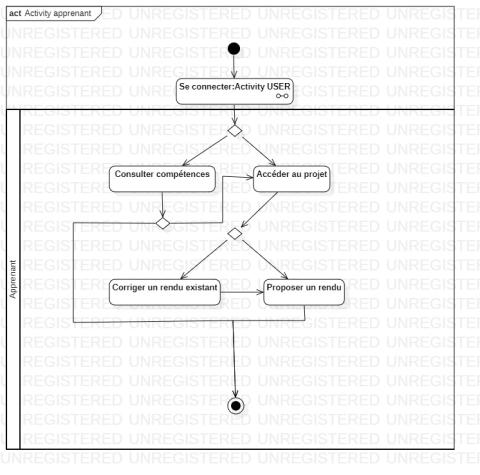 act Activity apprenant
Se connecter:Activity USER
Consulter compétences
Accéder au projet
Apprenant
Corriger un rendu existant
Proposer un rendu
UNREGISTERED UNREGISTERED UNREGISTERED UNREGISTERED